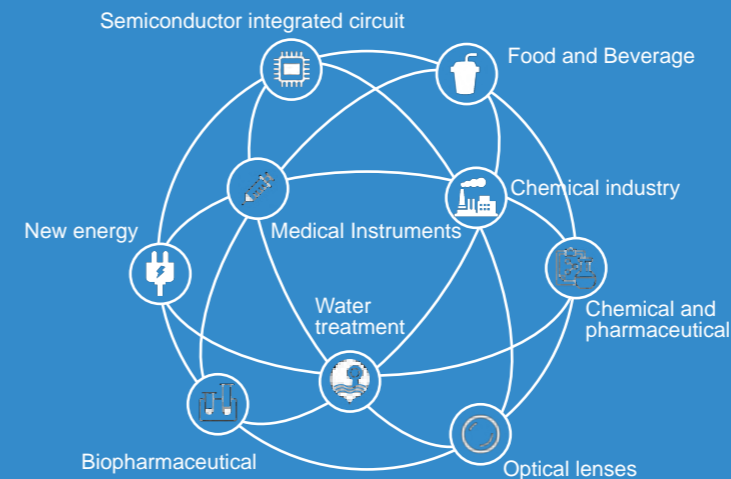 Semiconductor integrated circuit
Food and Beverage
Chemical industry
New energy
Medical Instruments
Water
treatment
Chemical and
pharmaceutical
Biopharmaceutical
Optical lenses